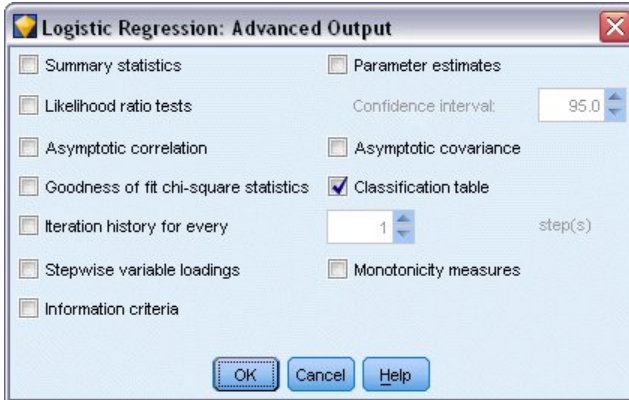 Logistic Regression: Advanced Output
Summary statistics
Parameter estimates
Likelihood ratio tests
Confidence interval: 95.0
Asymptotic correlation
Asymptotic covariance
Goodness of fit chi-square statistics
Classification table
Iteration history for every 1 step(s)
Stepwise variable loadings
Monotonicity measures
Information criteria
OK Cancel Help